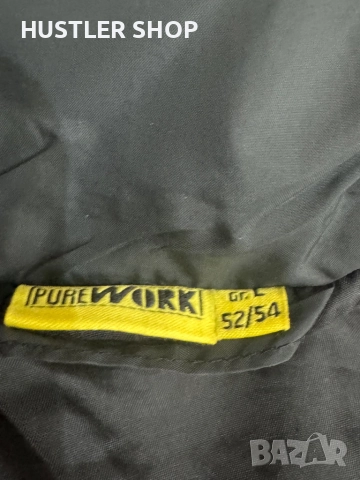 HUSTLER SHOP
PUREWORK
Gr. L
52/54
BAZAR